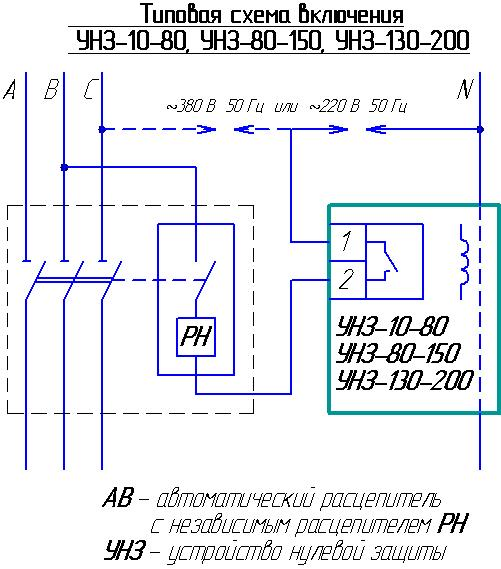 Типовая схема включения
УНЗ-10-80, УНЗ-80-150, УНЗ-130-200
A B C N
~380 В 50 Гц или ~220 В 50 Гц
1
2
РН
УНЗ-10-80
УНЗ-80-150
УНЗ-130-200
АВ – автоматический расцепитель
с независимым расцепителем РН
УНЗ – устройство нулевой защиты